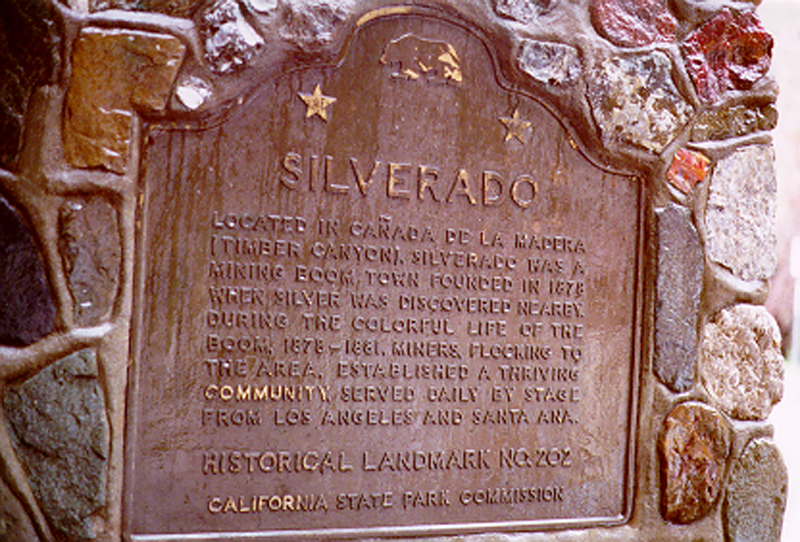 SILVERADO
LOCATED IN CAÑADA DE LA MADERA
(TIMBER CANYON), SILVERADO WAS A
MINING BOOM TOWN FOUNDED IN 1878
WHEN SILVER WAS DISCOVERED NEARBY.
DURING THE COLORFUL LIFE OF THE
BOOM, 1878-1881, MINERS, FLOCKING TO
THE AREA, ESTABLISHED A THRIVING
COMMUNITY, SERVED DAILY BY STAGE
FROM LOS ANGELES AND SANTA ANA.
HISTORICAL LANDMARK NO. 202
CALIFORNIA STATE PARK COMMISSION